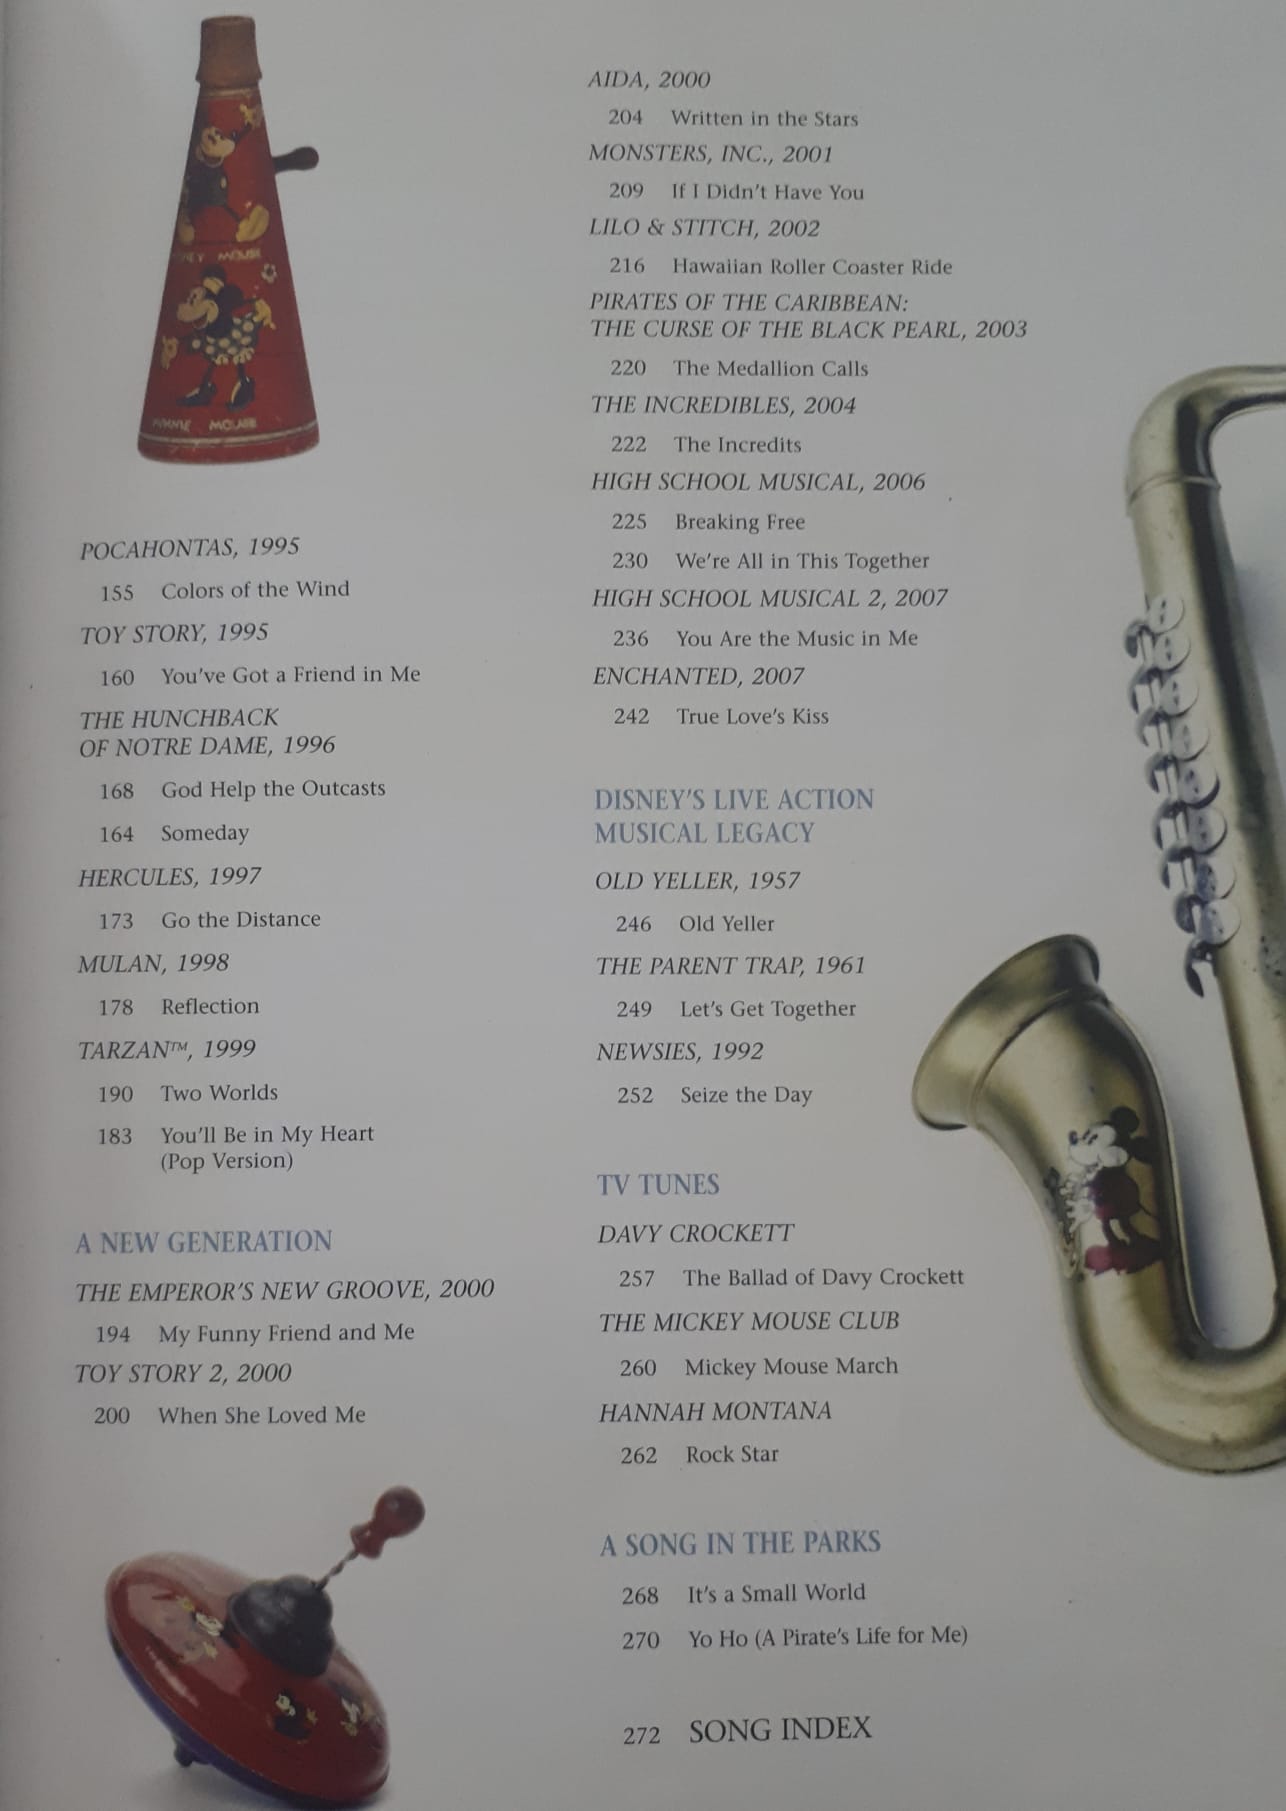 MOUSE
MINNIE MOUSE
POCAHONTAS, 1995
155 Colors of the Wind
TOY STORY, 1995
160 You've Got a Friend in Me
THE HUNCHBACK
OF NOTRE DAME, 1996
168 God Help the Outcasts
164 Someday
HERCULES, 1997
173 Go the Distance
MULAN, 1998
178 Reflection
TARZAN™, 1999
190 Two Worlds
183 You'll Be in My Heart
(Pop Version)
A NEW GENERATION
THE EMPEROR'S NEW GROOVE, 2000
194 My Funny Friend and Me
TOY STORY 2, 2000
200 When She Loved Me
AIDA, 2000
204 Written in the Stars
MONSTERS, INC., 2001
209 If I Didn't Have You
LILO & STITCH, 2002
216 Hawaiian Roller Coaster Ride
PIRATES OF THE CARIBBEAN:
THE CURSE OF THE BLACK PEARL, 2003
220 The Medallion Calls
THE INCREDIBLES, 2004
222 The Incredits
HIGH SCHOOL MUSICAL, 2006
225 Breaking Free
230 We're All in This Together
HIGH SCHOOL MUSICAL 2, 2007
236 You Are the Music in Me
ENCHANTED, 2007
242 True Love's Kiss
DISNEY'S LIVE ACTION
MUSICAL LEGACY
OLD YELLER, 1957
246 Old Yeller
THE PARENT TRAP, 1961
249 Let's Get Together
NEWSIES, 1992
252 Seize the Day
TV TUNES
DAVY CROCKETT
257 The Ballad of Davy Crockett
THE MICKEY MOUSE CLUB
260 Mickey Mouse March
HANNAH MONTANA
262 Rock Star
A SONG IN THE PARKS
268 It's a Small World
270 Yo Ho (A Pirate's Life for Me)
272 SONG INDEX